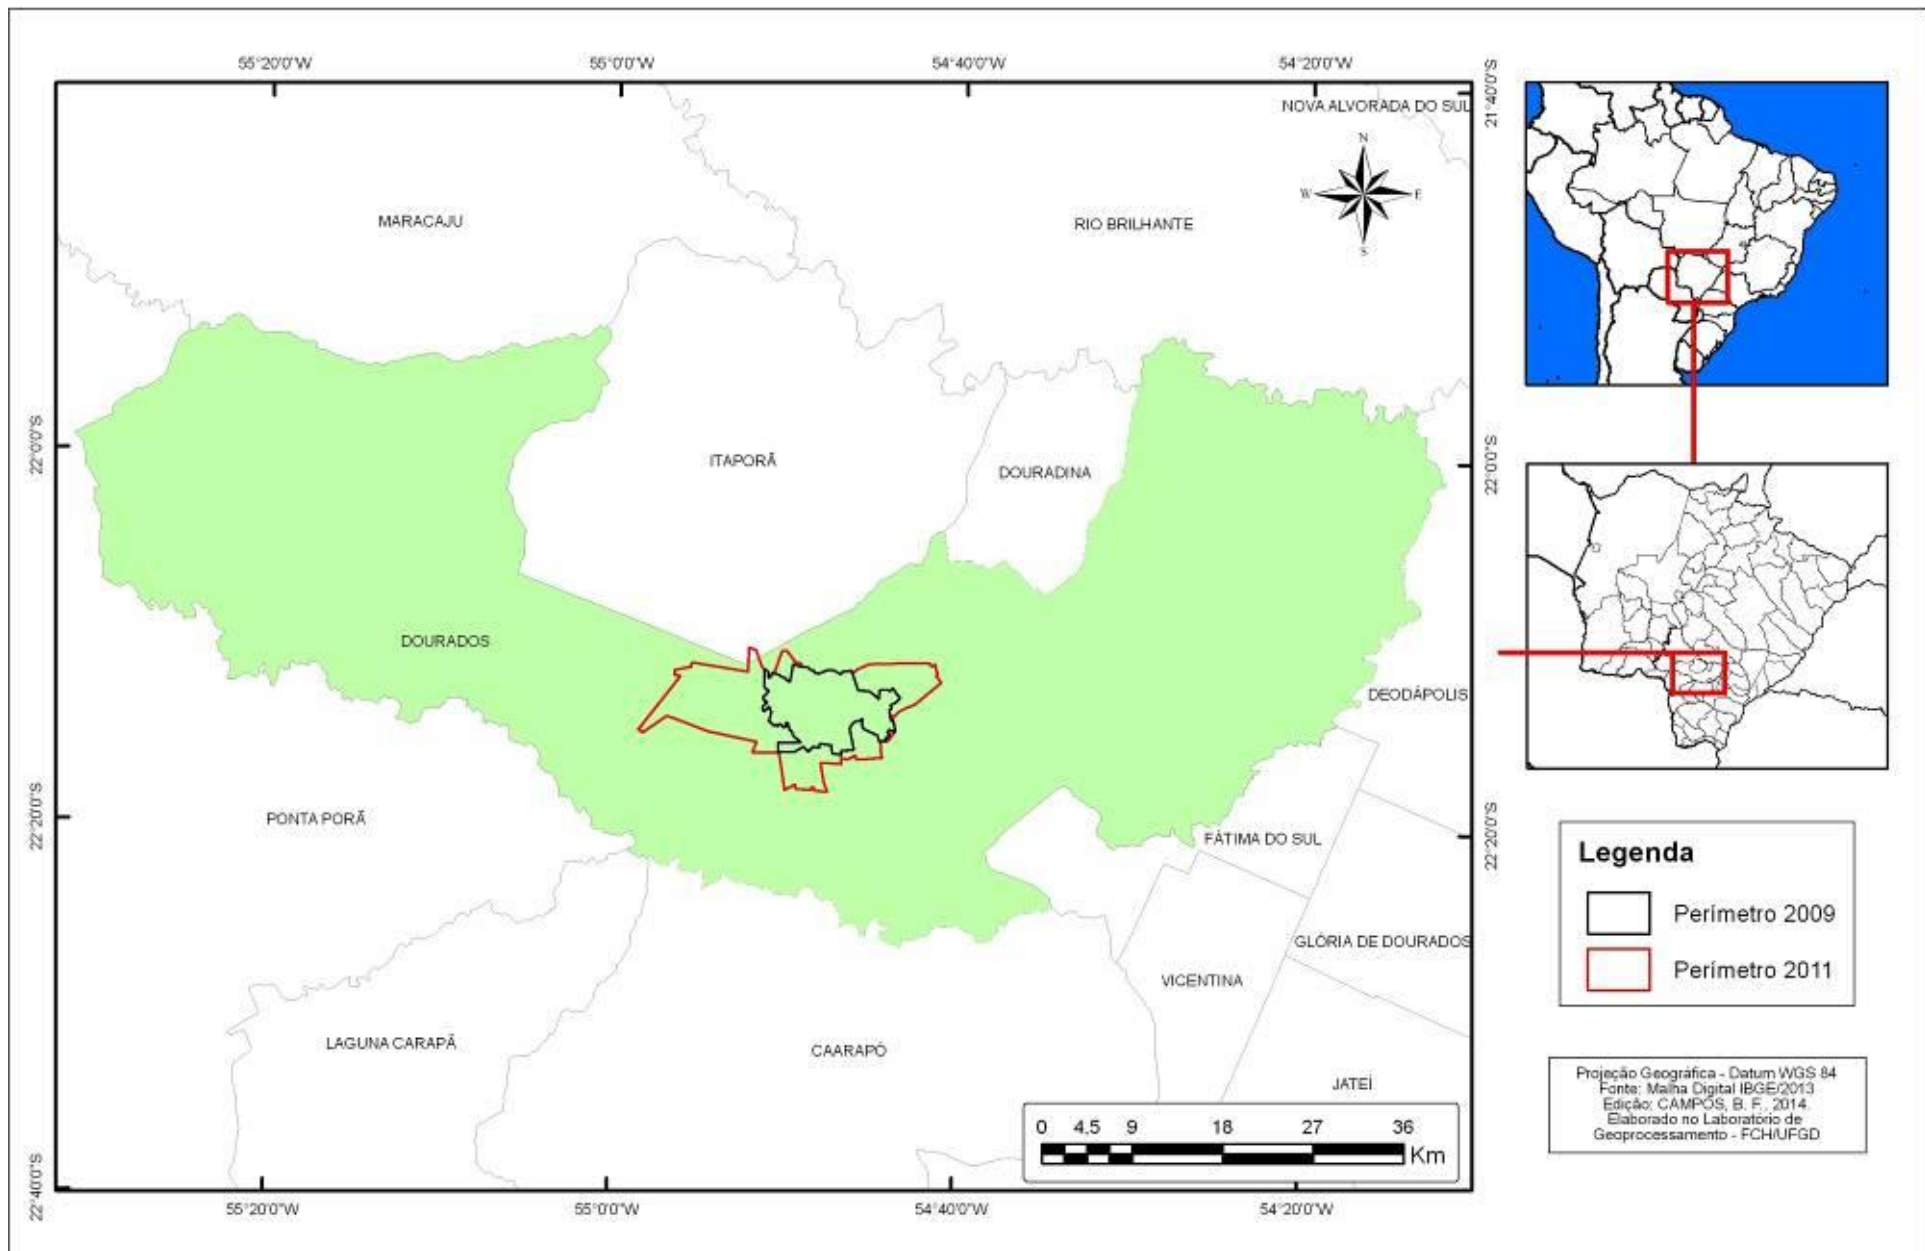 55°20'0"W
55°0'0"W
54°40'0"W
54°20'0"W
21°40'0"S
NOVA ALVORADA DO SUL
N
W
E
S
MARACAJU
RIO BRILHANTE
22°0'0"S
22°0'0"S
ITAPORÃ
DOURADINA
DOURADOS
DEODÁPOLIS
22°20'0"S
22°20'0"S
PONTA PORÃ
FÁTIMA DO SUL
GLÓRIA DE DOURADOS
VICENTINA
LAGUNA CARAPÃ
CAARAPÓ
JATEÍ
0 4,5 9 18 27 36
Km
22°40'0"S
55°20'0"W
55°0'0"W
54°40'0"W
54°20'0"W
Legenda
Perímetro 2009
Perímetro 2011
Projeção Geográfica - Datum WGS 84
Fonte: Malha Digital IBGE/2013
Edição: CAMPOS, B. F., 2014.
Elaborado no Laboratório de
Geoprocessamento - FCH/UFGD